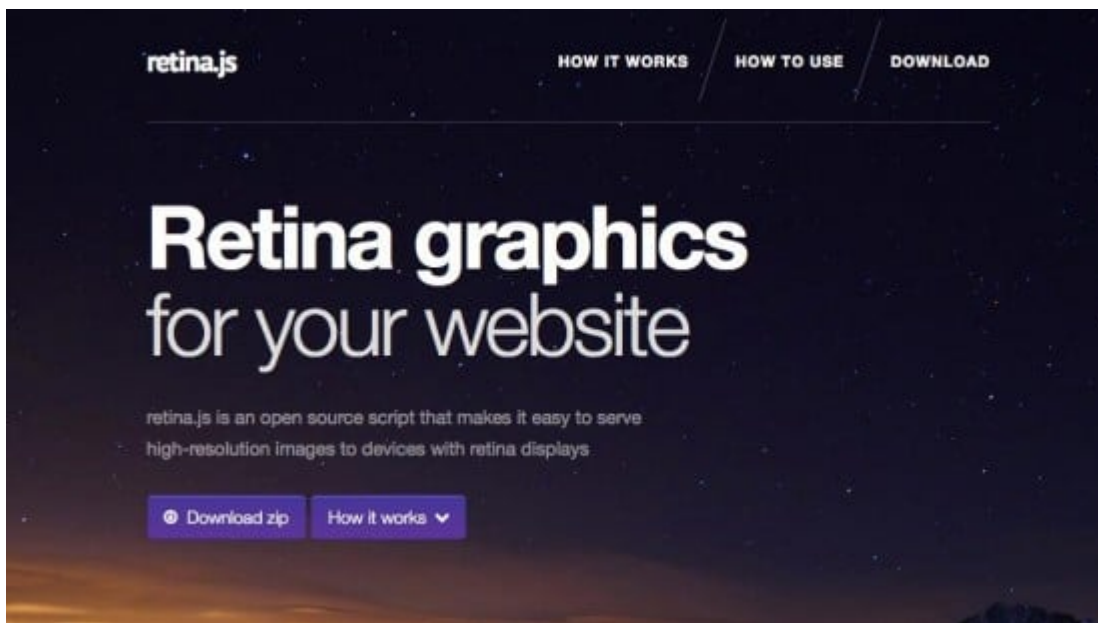 retina.js
HOW IT WORKS
HOW TO USE
DOWNLOAD
Retina graphics
for your website
retina.js is an open source script that makes it easy to serve
high-resolution images to devices with retina displays
Download zip
How it works